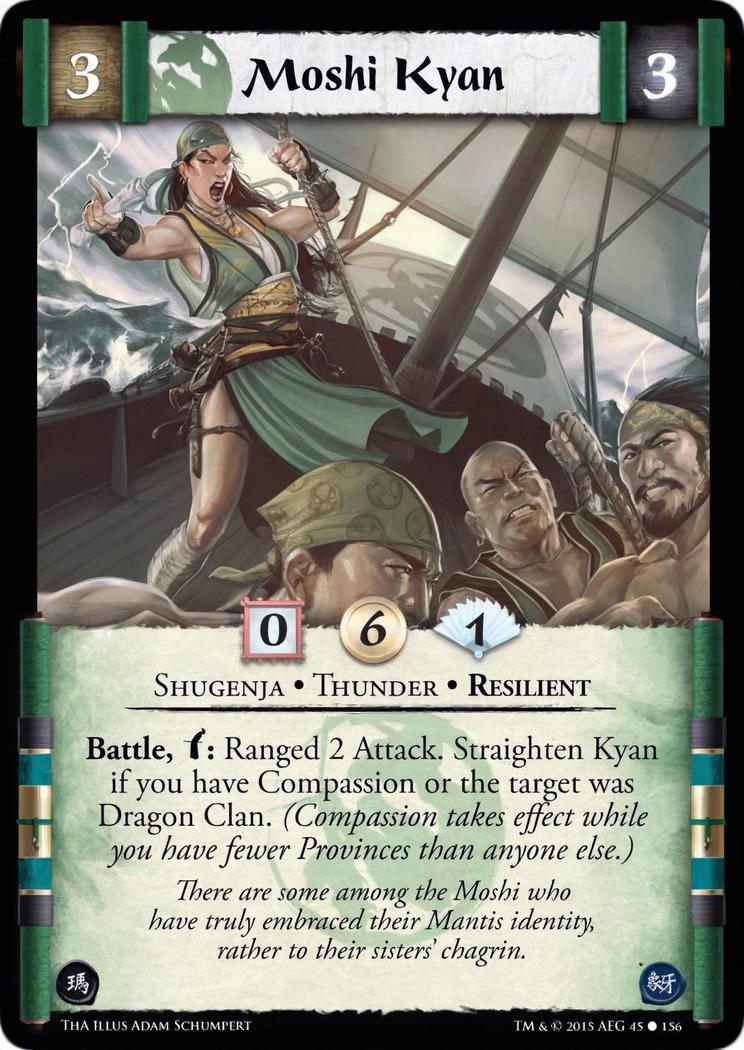 3 Moshi Kyan 3
0 6 1
Shugenja • Thunder • Resilient
Battle, : Ranged 2 Attack. Straighten Kyan
if you have Compassion or the target was
Dragon Clan. (Compassion takes effect while
you have fewer Provinces than anyone else.)
There are some among the Moshi who
have truly embraced their Mantis identity,
rather to their sisters' chagrin.
瑪 象牙
ThA Illus Adam Schumpert TM & © 2015 AEG 45 ● 156